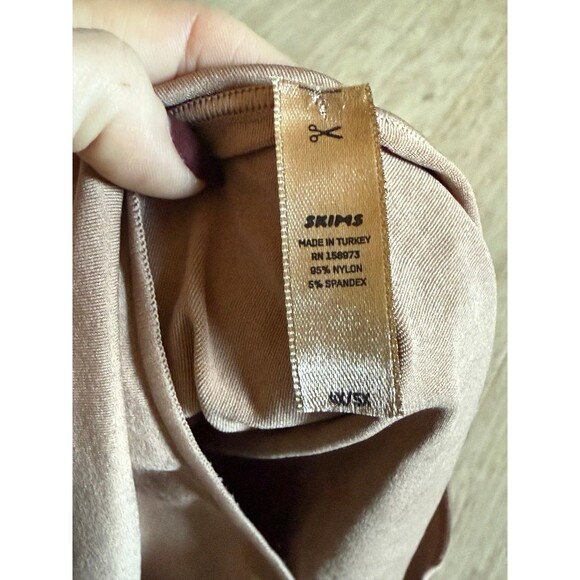 SKIMS
MADE IN TURKEY
RN 158973
95% NYLON
5% SPANDEX
4X/5X